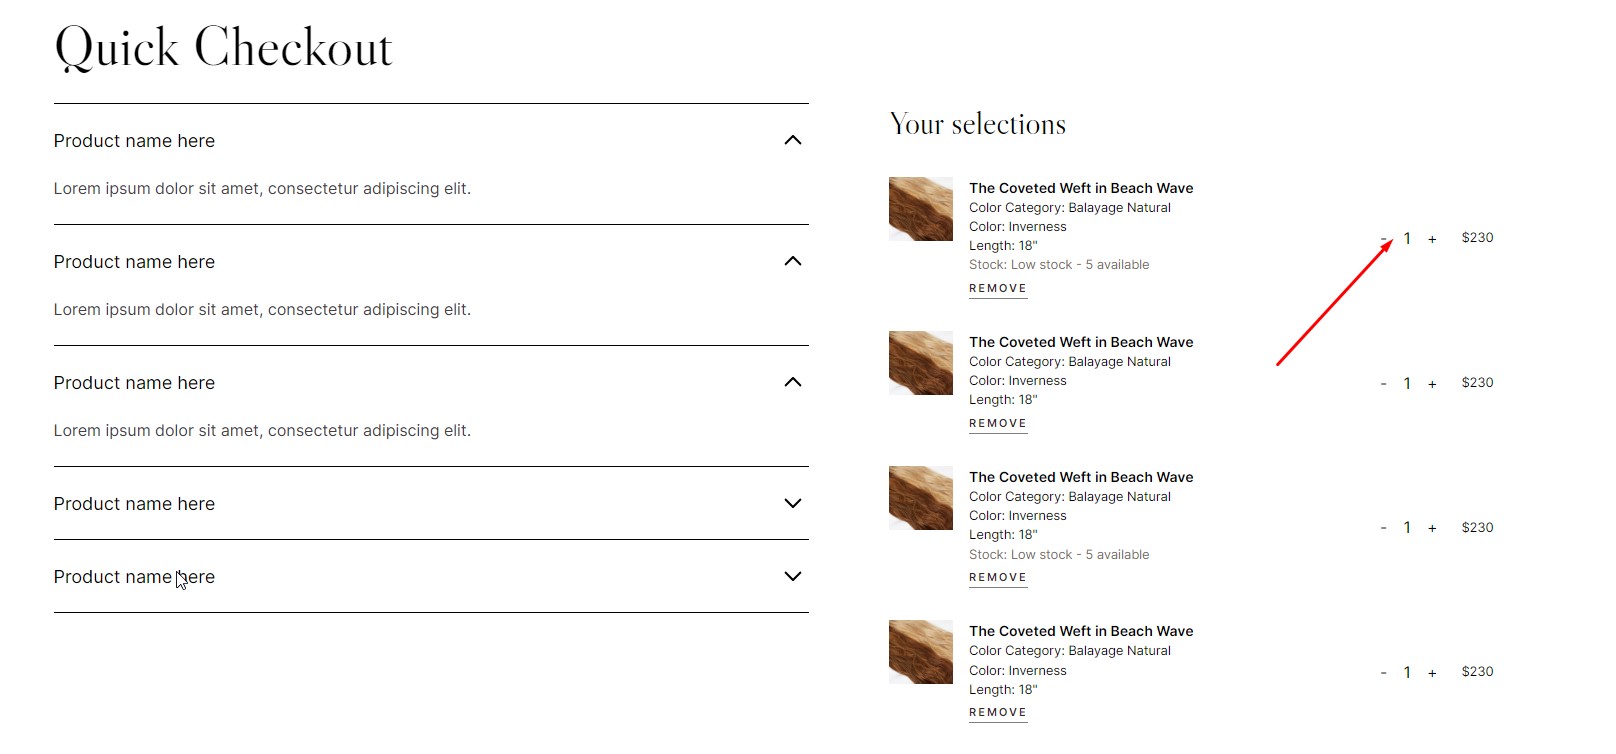 Quick Checkout
Product name here
Lorem ipsum dolor sit amet, consectetur adipiscing elit.
Product name here
Lorem ipsum dolor sit amet, consectetur adipiscing elit.
Product name here
Lorem ipsum dolor sit amet, consectetur adipiscing elit.
Product name here
Product name here
Your selections
The Coveted Weft in Beach Wave
Color Category: Balayage Natural
Color: Inverness
Length: 18"
Stock: Low stock - 5 available
REMOVE
- 1 + $230
The Coveted Weft in Beach Wave
Color Category: Balayage Natural
Color: Inverness
Length: 18"
REMOVE
- 1 + $230
The Coveted Weft in Beach Wave
Color Category: Balayage Natural
Color: Inverness
Length: 18"
Stock: Low stock - 5 available
REMOVE
- 1 + $230
The Coveted Weft in Beach Wave
Color Category: Balayage Natural
Color: Inverness
Length: 18"
REMOVE
- 1 + $230